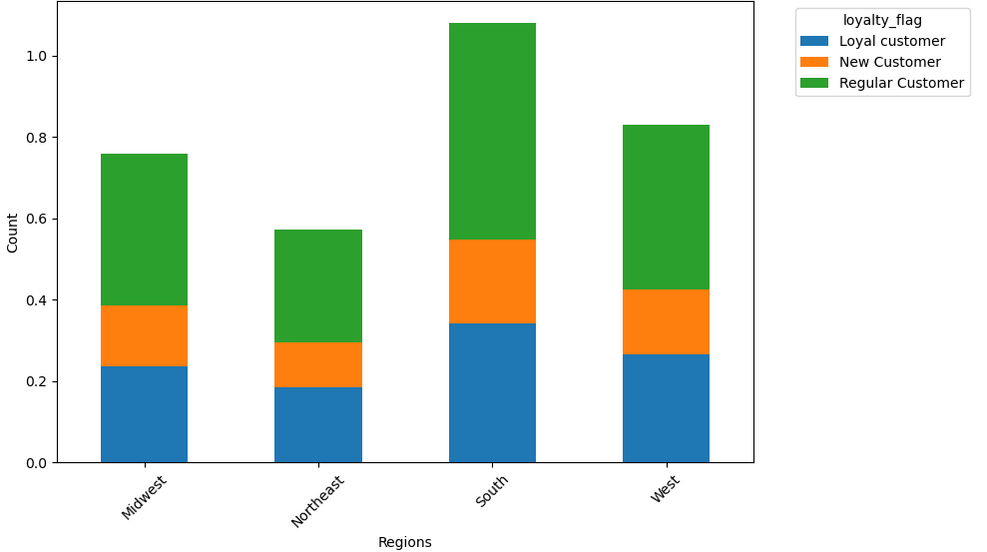 loyalty_flag
Loyal customer
New Customer
Regular Customer
Count
1.0
0.8
0.6
0.4
0.2
0.0
Midwest
Northeast
South
West
Regions